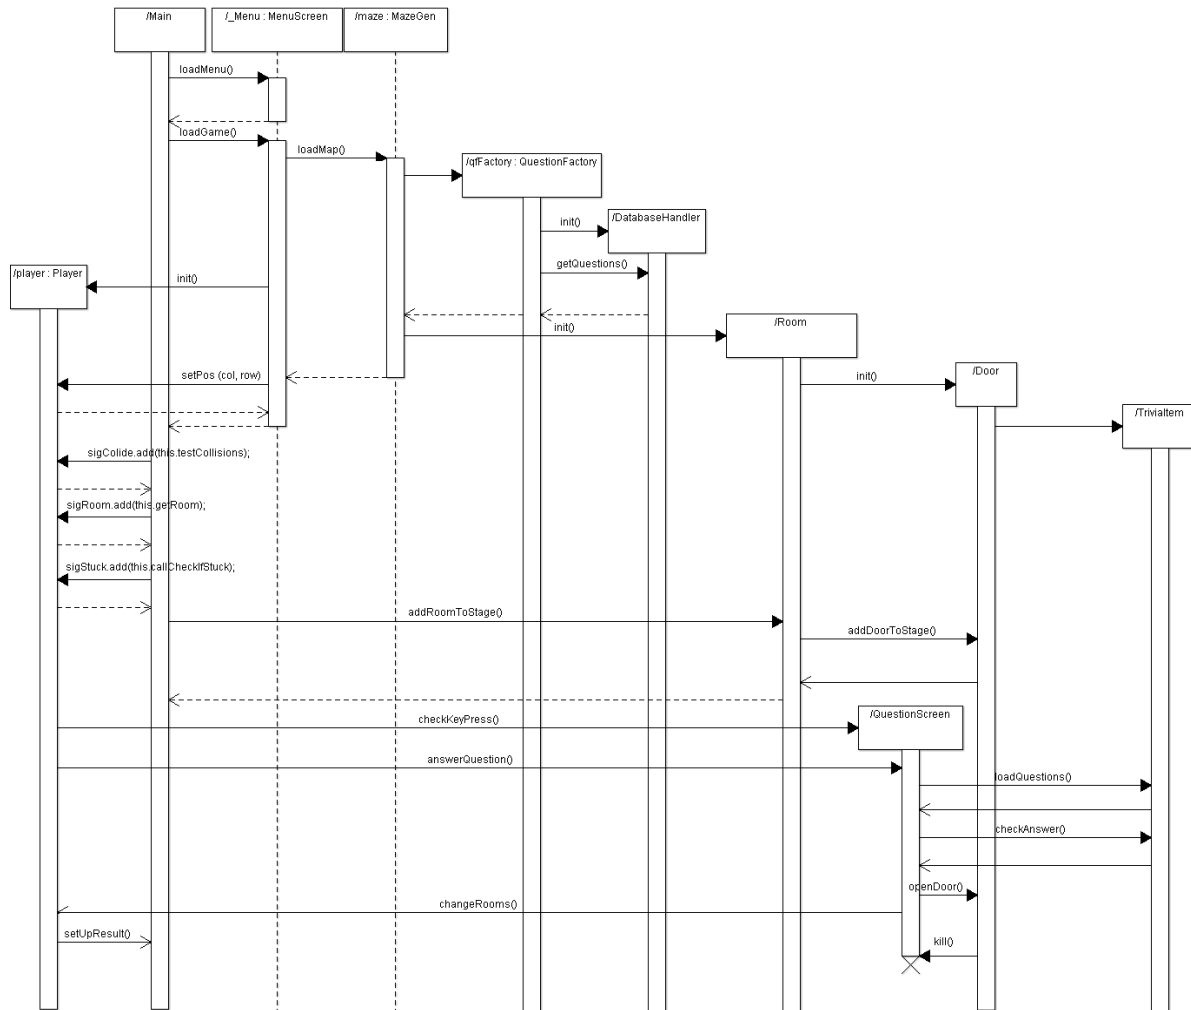 /Main
/_Menu : MenuScreen
/maze : MazeGen
loadMenu()
loadGame()
loadMap()
/qfFactory : QuestionFactory
init()
/DatabaseHandler
getQuestions()
/player : Player
init()
init()
/Room
setPos (col, row)
init()
/Door
/TriviaItem
sigColide.add(this.testCollisions);
sigRoom.add(this.getRoom);
sigStuck.add(this.callCheckIfStuck);
addRoomToStage()
addDoorToStage()
/QuestionScreen
checkKeyPress()
answerQuestion()
loadQuestions()
checkAnswer()
openDoor()
changeRooms()
setUpResult()
kill()